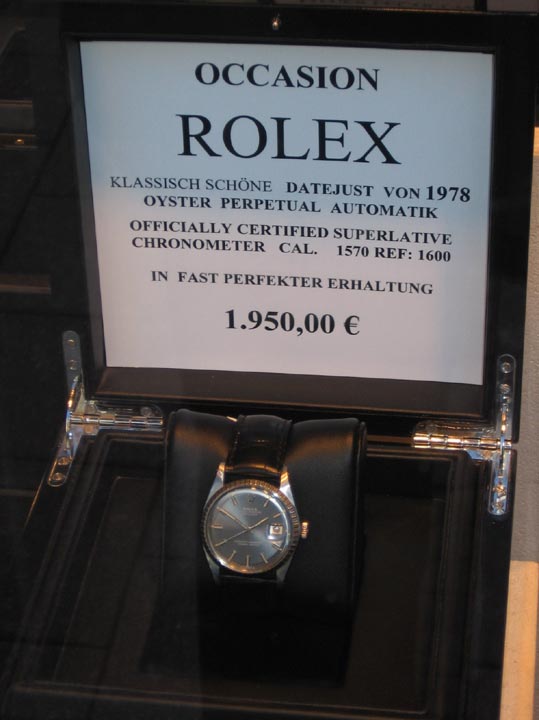 OCCASION
ROLEX
KLASSISCH SCHÖNE DATEJUST VON 1978
OYSTER PERPETUAL AUTOMATIK
OFFICIALLY CERTIFIED SUPERLATIVE
CHRONOMETER CAL. 1570 REF: 1600
IN FAST PERFEKTER ERHALTUNG
1.950,00 €